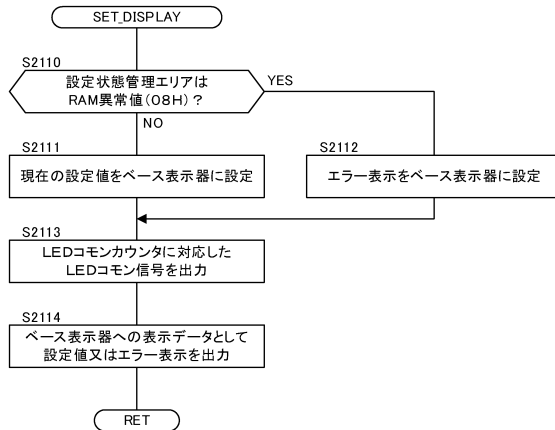 SET_DISPLAY
S2110
設定状態管理エリアは
RAM異常値(08H)?
YES
NO
S2111
現在の設定値をベース表示器に設定
S2112
エラー表示をベース表示器に設定
S2113
LEDコモンカウンタに対応した
LEDコモン信号を出力
S2114
ベース表示器への表示データとして
設定値又はエラー表示を出力
RET